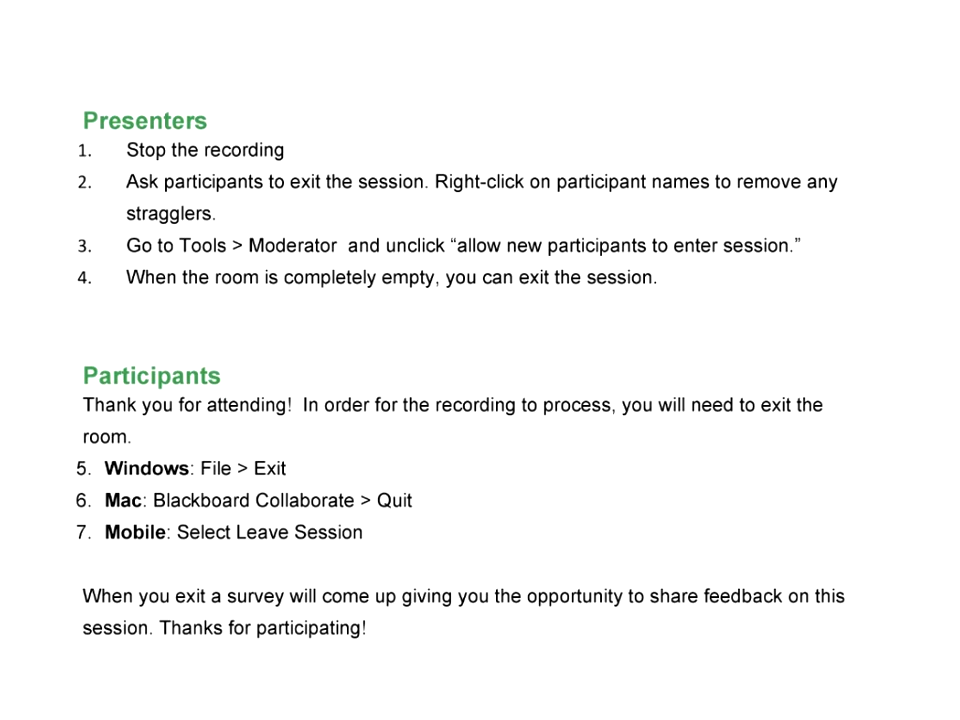 Presenters
1. Stop the recording
2. Ask participants to exit the session. Right-click on participant names to remove any
stragglers.
3. Go to Tools > Moderator  and unclick “allow new participants to enter session.”
4. When the room is completely empty, you can exit the session.
Participants
Thank you for attending!  In order for the recording to process, you will need to exit the
room.
5. Windows: File > Exit
6. Mac: Blackboard Collaborate > Quit
7. Mobile: Select Leave Session
When you exit a survey will come up giving you the opportunity to share feedback on this
session. Thanks for participating!